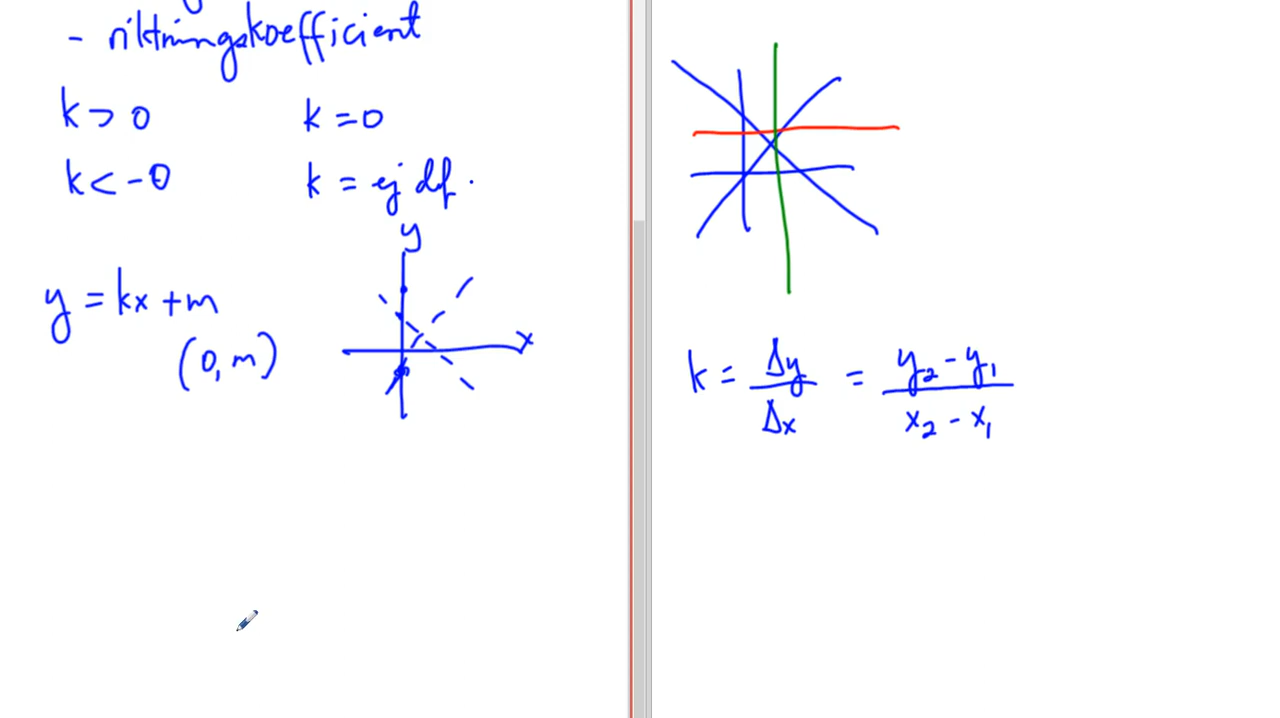 - riktningskoefficient
k > 0 k = 0
k < -0 k = ej df.
y = kx + m
(0, m)
y
x
k = Δy/Δx = (y₂ - y₁)/(x₂ - x₁)